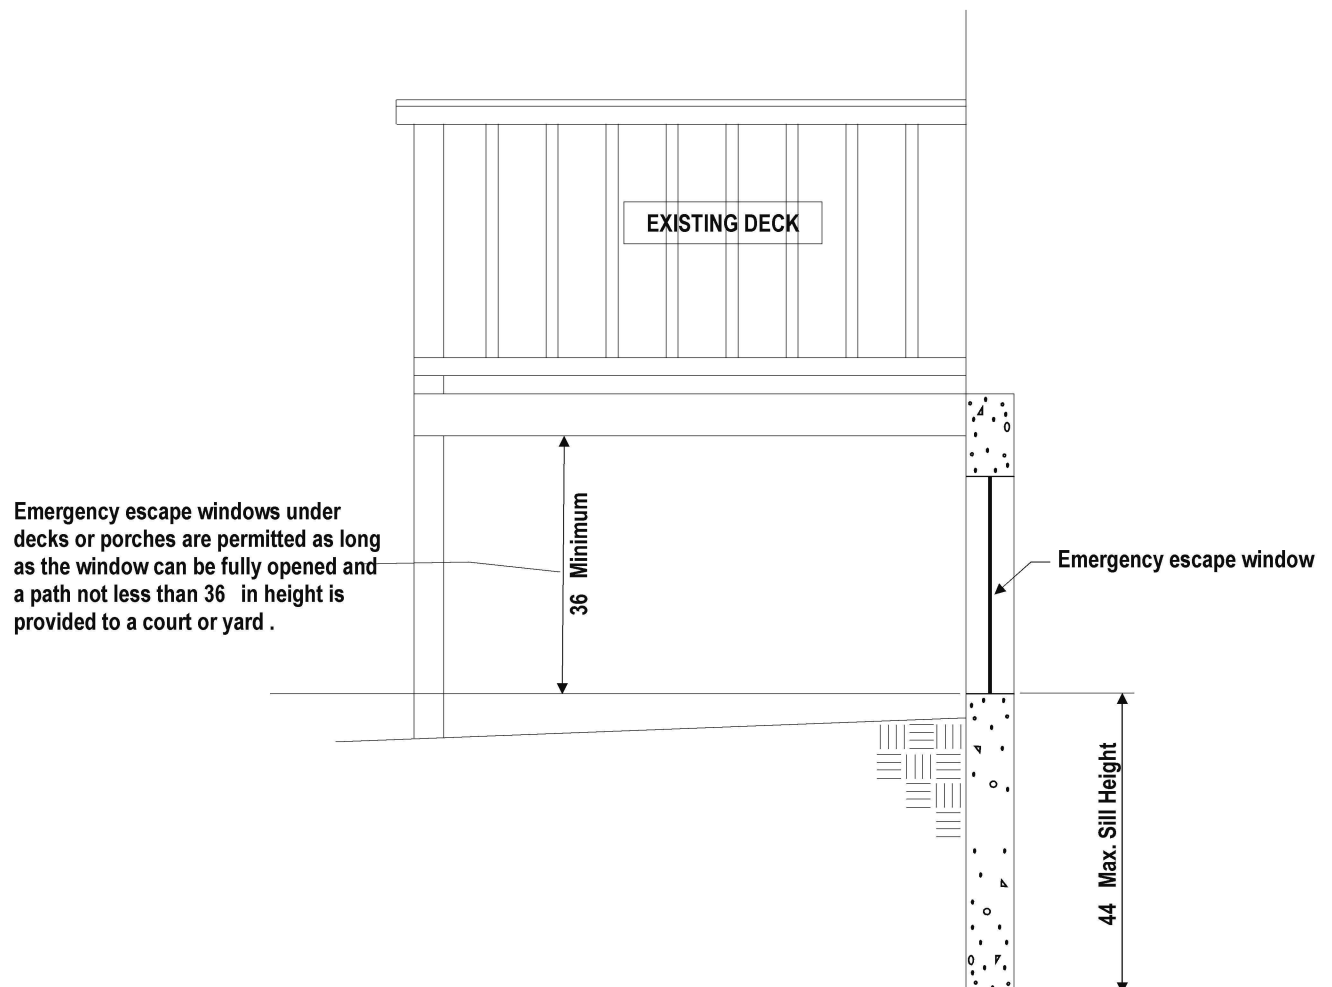 EXISTING DECK
Emergency escape windows under
decks or porches are permitted as long
as the window can be fully opened and
a path not less than 36 in height is
provided to a court or yard .
36 Minimum
Emergency escape window
44 Max. Sill Height